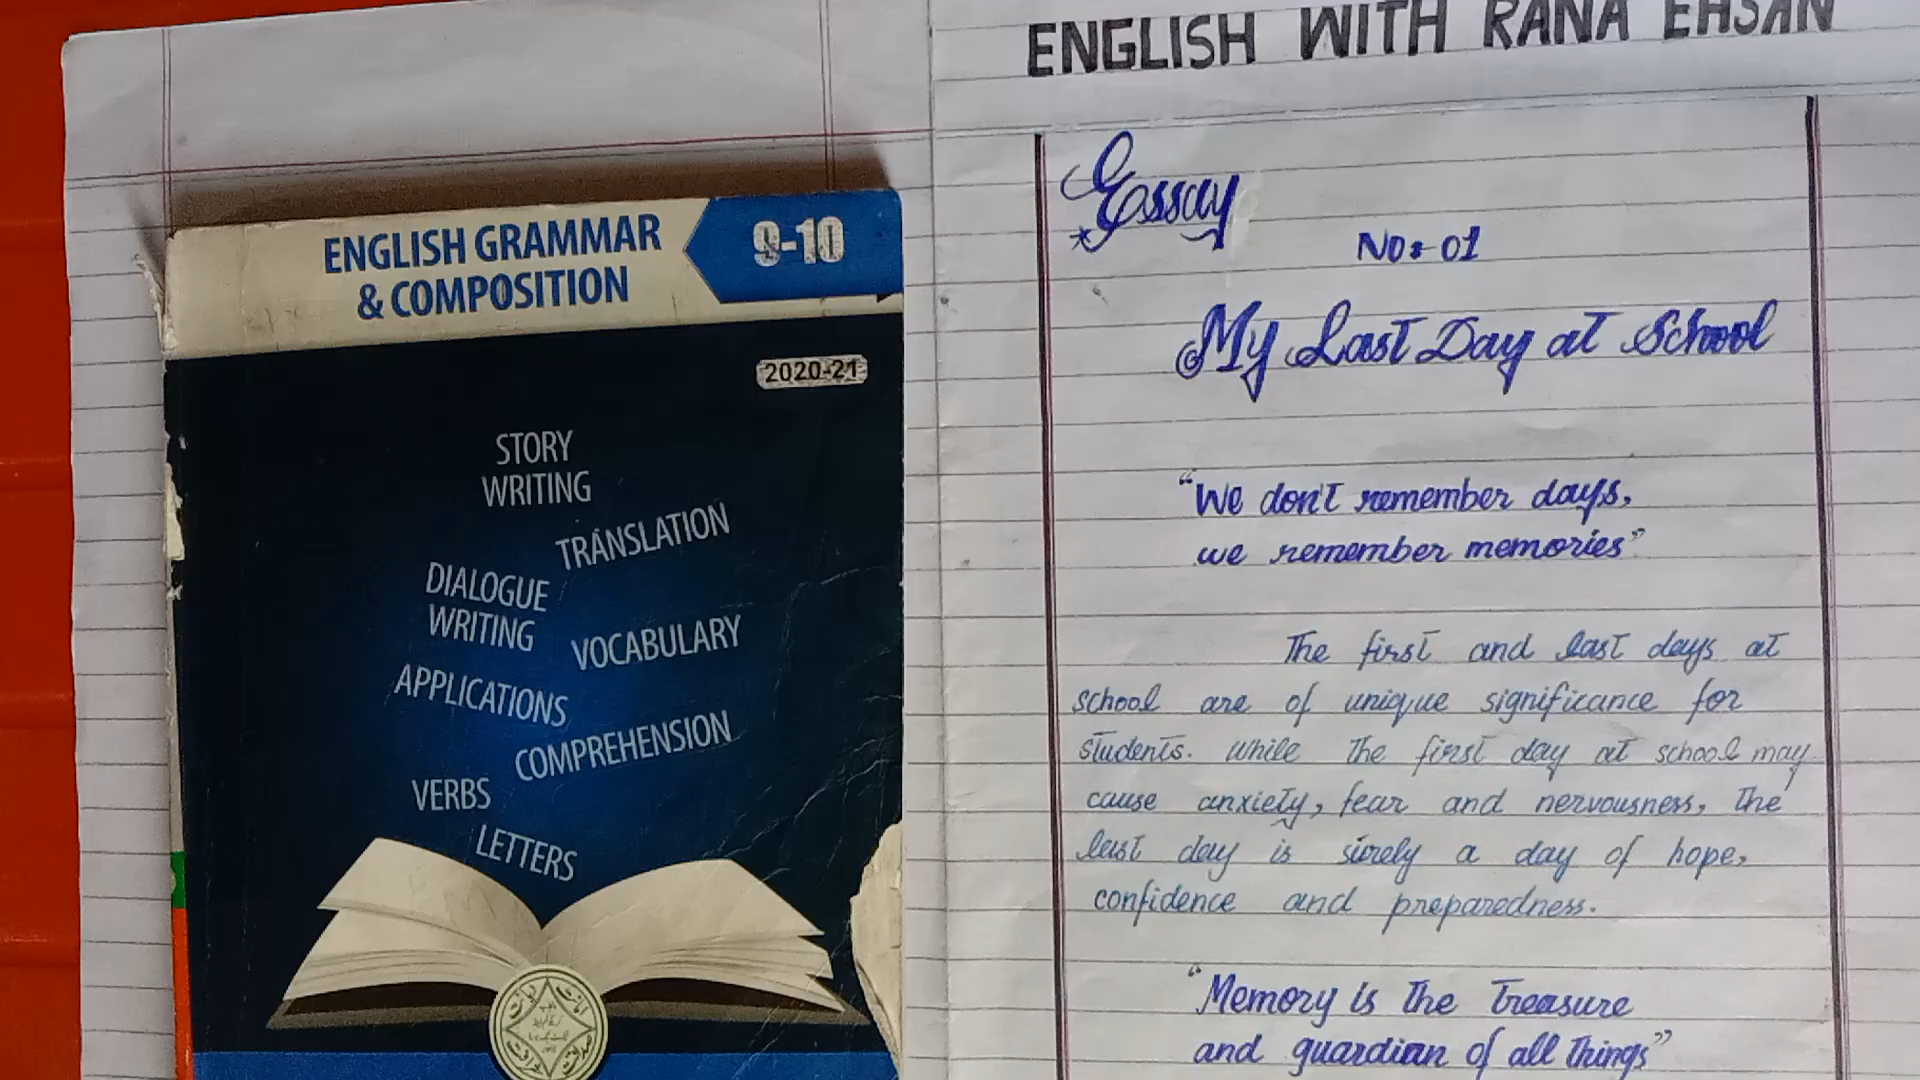 ENGLISH GRAMMAR
& COMPOSITION
9-10
2020-21
STORY
WRITING
TRANSLATION
DIALOGUE
WRITING
VOCABULARY
APPLICATIONS
COMPREHENSION
VERBS
LETTERS
ENGLISH WITH RANA EHSAN
Essay
No: 01
My Last Day at School
"We don't remember days,
we remember memories"
The first and last days at
school are of unique significance for
students. while the first day at school may
cause anxiety, fear and nervousness, the
last day is surely a day of hope,
confidence and preparedness.
"Memory is the treasure
and guardian of all things"